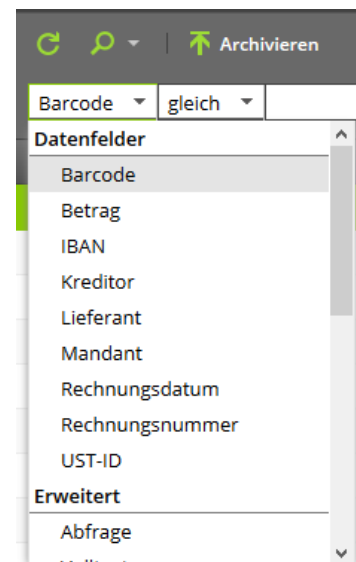 Archivieren
Barcode gleich
Datenfelder
Barcode
Betrag
IBAN
Kreditor
Lieferant
Mandant
Rechnungsdatum
Rechnungsnummer
UST-ID
Erweitert
Abfrage